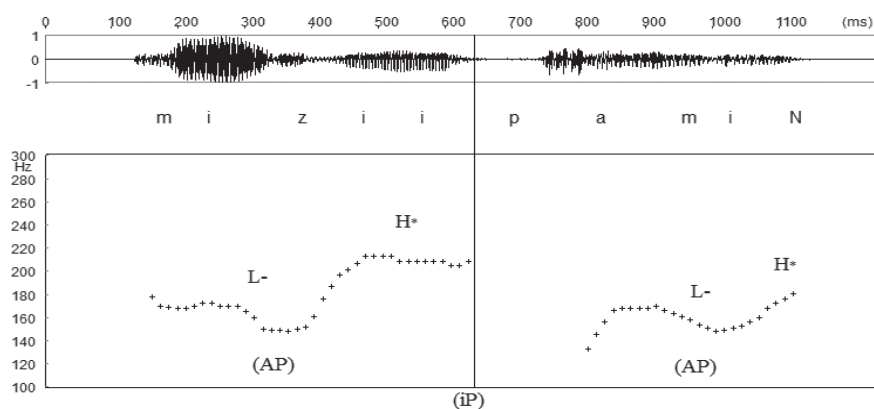 0 100 200 300 400 500 600 700 800 900 1000 1100 (ms)
1
0
-1
m i z i i p a m i N
300
Hz
280
260
240
H*
220
L- H*
200
L-
180
160
140
(AP) (AP)
120
100
(iP)